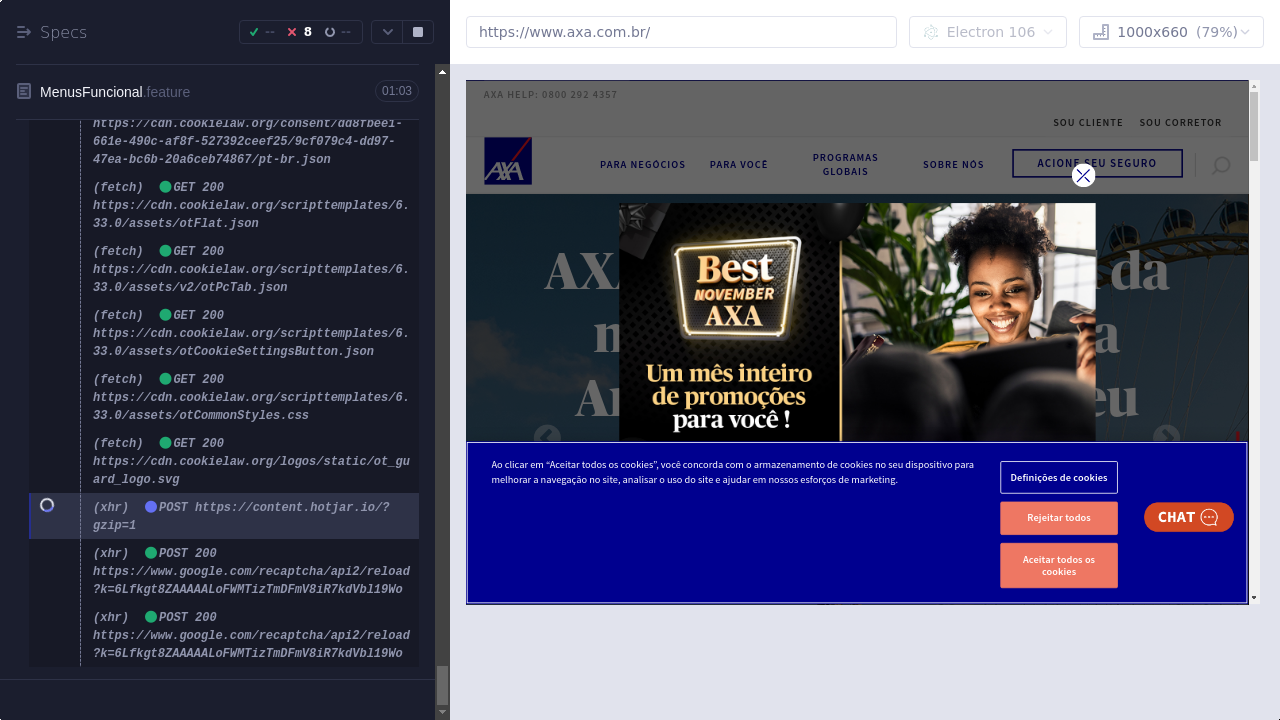 Specs
-- 8 --
https://www.axa.com.br/
Electron 106
1000x660 (79%)
MenusFuncional.feature
01:03
https://cdn.cookielaw.org/consent/dd8fbee1-
661e-490c-af8f-527392ceef25/9cf079c4-dd97-
47ea-bc6b-20a6ceb74867/pt-br.json
(fetch) GET 200
https://cdn.cookielaw.org/scripttemplates/6.
33.0/assets/otFlat.json
(fetch) GET 200
https://cdn.cookielaw.org/scripttemplates/6.
33.0/assets/v2/otPcTab.json
(fetch) GET 200
https://cdn.cookielaw.org/scripttemplates/6.
33.0/assets/otCookieSettingsButton.json
(fetch) GET 200
https://cdn.cookielaw.org/scripttemplates/6.
33.0/assets/otCommonStyles.css
(fetch) GET 200
https://cdn.cookielaw.org/logos/static/ot_gu
ard_logo.svg
(xhr) POST https://content.hotjar.io/?
gzip=1
(xhr) POST 200
https://www.google.com/recaptcha/api2/reload
?k=6Lfkgt8ZAAAAALoFWMTizTmDFmV8iR7kdVbl19Wo
(xhr) POST 200
https://www.google.com/recaptcha/api2/reload
?k=6Lfkgt8ZAAAAALoFWMTizTmDFmV8iR7kdVbl19Wo
AXA HELP: 0800 292 4357
SOU CLIENTE SOU CORRETOR
AXA
PARA NEGÓCIOS
PARA VOCÊ
PROGRAMAS
GLOBAIS
SOBRE NÓS
ACIONE SEU SEGURO
AX
da
Best
NOVEMBER
AXA
Um mês inteiro
de promoções
para você !
Ao clicar em “Aceitar todos os cookies”, você concorda com o armazenamento de cookies no seu dispositivo para
melhorar a navegação no site, analisar o uso do site e ajudar em nossos esforços de marketing.
Definições de cookies
Rejeitar todos
Aceitar todos os
cookies
CHAT